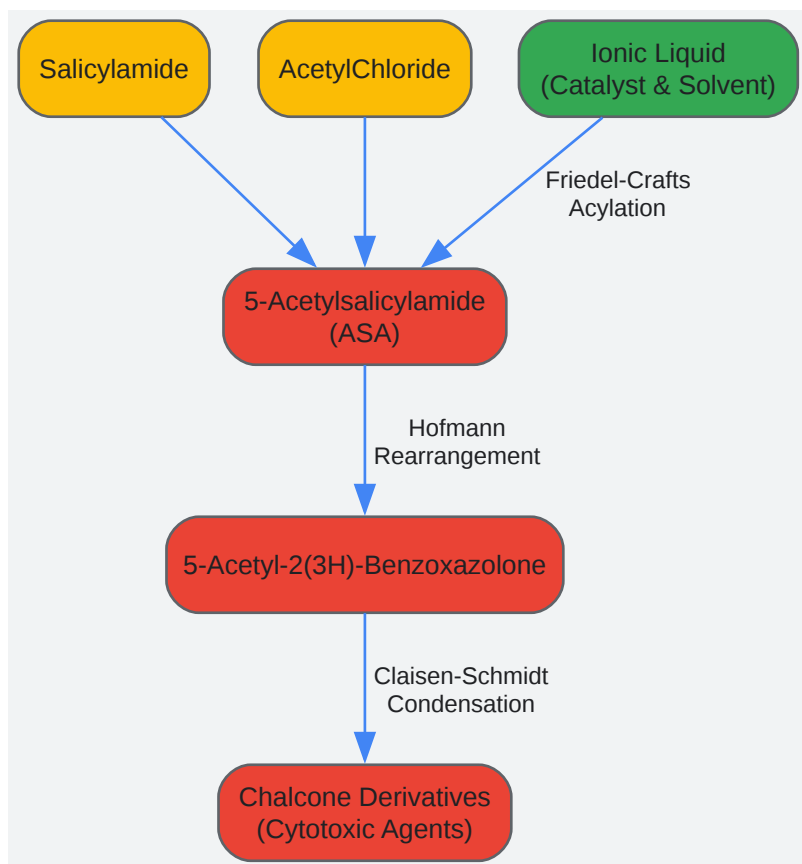 Salicylamide
AcetylChloride
Ionic Liquid
(Catalyst & Solvent)
Friedel-Crafts
Acylation
5-Acetylsalicylamide
(ASA)
Hofmann
Rearrangement
5-Acetyl-2(3H)-Benzoxazolone
Claisen-Schmidt
Condensation
Chalcone Derivatives
(Cytotoxic Agents)